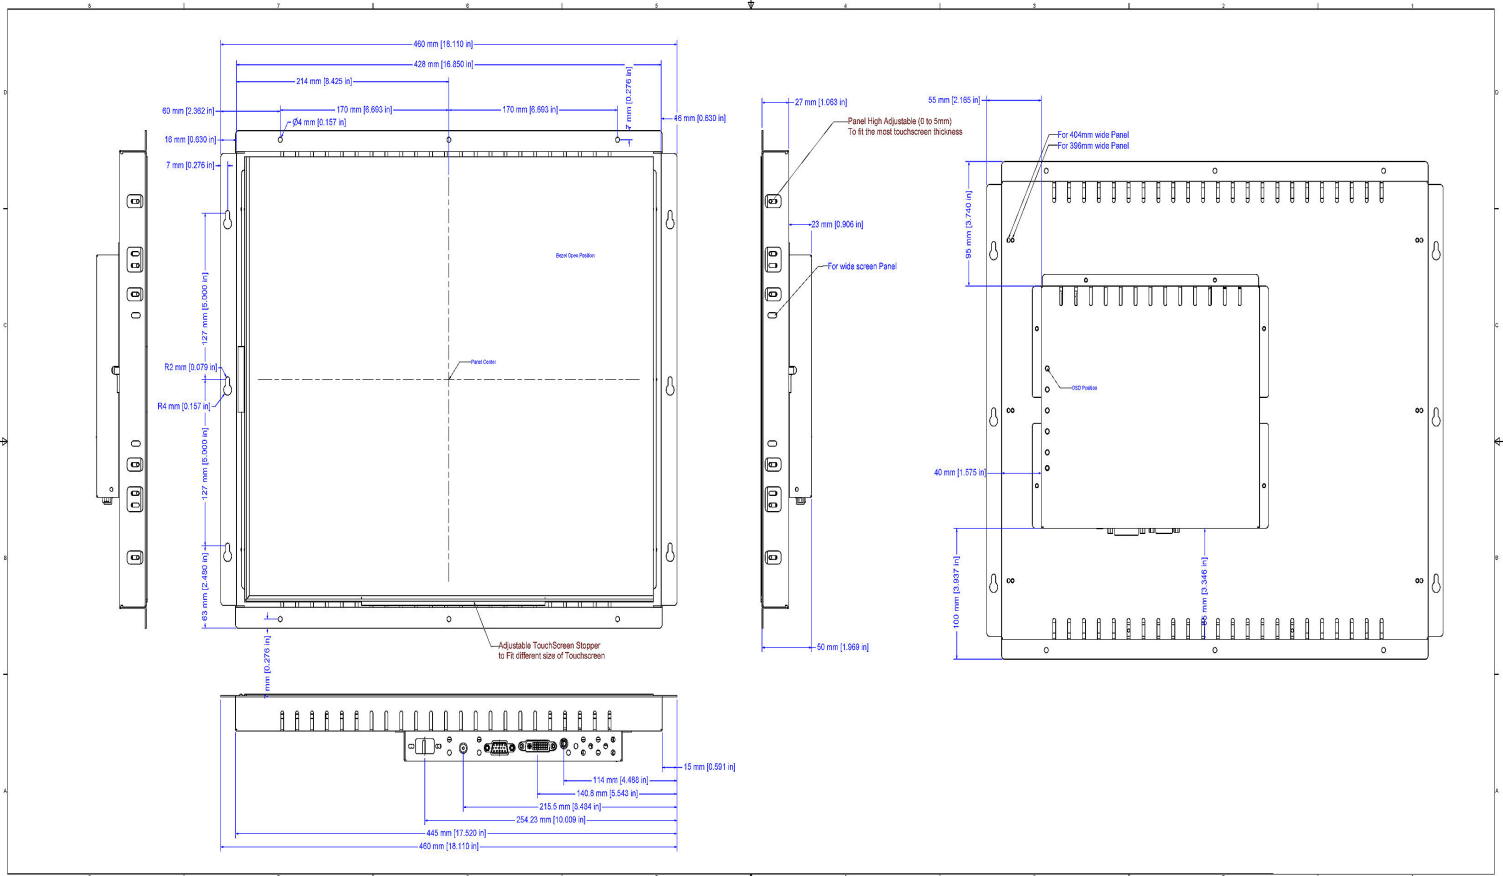 460 mm [18.110 in]
428 mm [16.850 in]
214 mm [8.425 in]
60 mm [2.362 in]
170 mm [6.693 in]
170 mm [6.693 in]
7 mm [0.276 in]
Ø4 mm [0.157 in]
46 mm [0.630 in]
16 mm [0.630 in]
7 mm [0.276 in]
127 mm [5.000 in]
Bezel Open Position
Panel Center
R2 mm [0.079 in]
R4 mm [0.157 in]
127 mm [5.000 in]
63 mm [2.480 in]
7 mm [0.276 in]
Adjustable TouchScreen Stopper
to Fit different size of Touchscreen
27 mm [1.063 in]
Panel High Adjustable (0 to 5mm)
To fit the most touchscreen thickness
23 mm [0.906 in]
For wide screen Panel
50 mm [1.969 in]
55 mm [2.165 in]
For 404mm wide Panel
For 396mm wide Panel
95 mm [3.740 in]
OSD Position
40 mm [1.575 in]
100 mm [3.937 in]
85 mm [3.346 in]
15 mm [0.591 in]
114 mm [4.488 in]
140.8 mm [5.543 in]
215.5 mm [8.484 in]
254.23 mm [10.009 in]
445 mm [17.520 in]
460 mm [18.110 in]